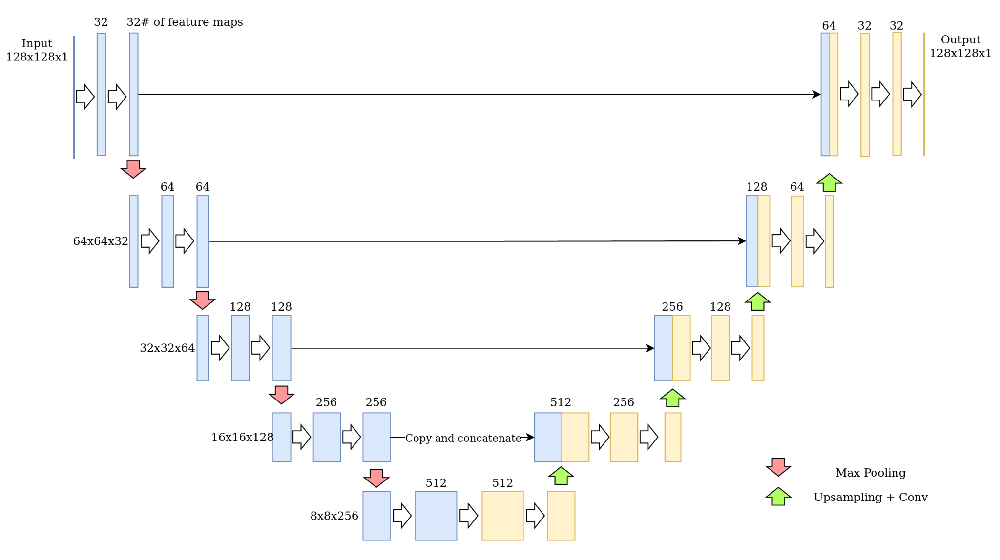 32
32# of feature maps
64
32
32
Input
128x128x1
Output
128x128x1
64
64
128
64
64x64x32
128
128
256
128
32x32x64
256
256
512
256
16x16x128
Copy and concatenate
512
512
8x8x256
Max Pooling
Upsampling + Conv